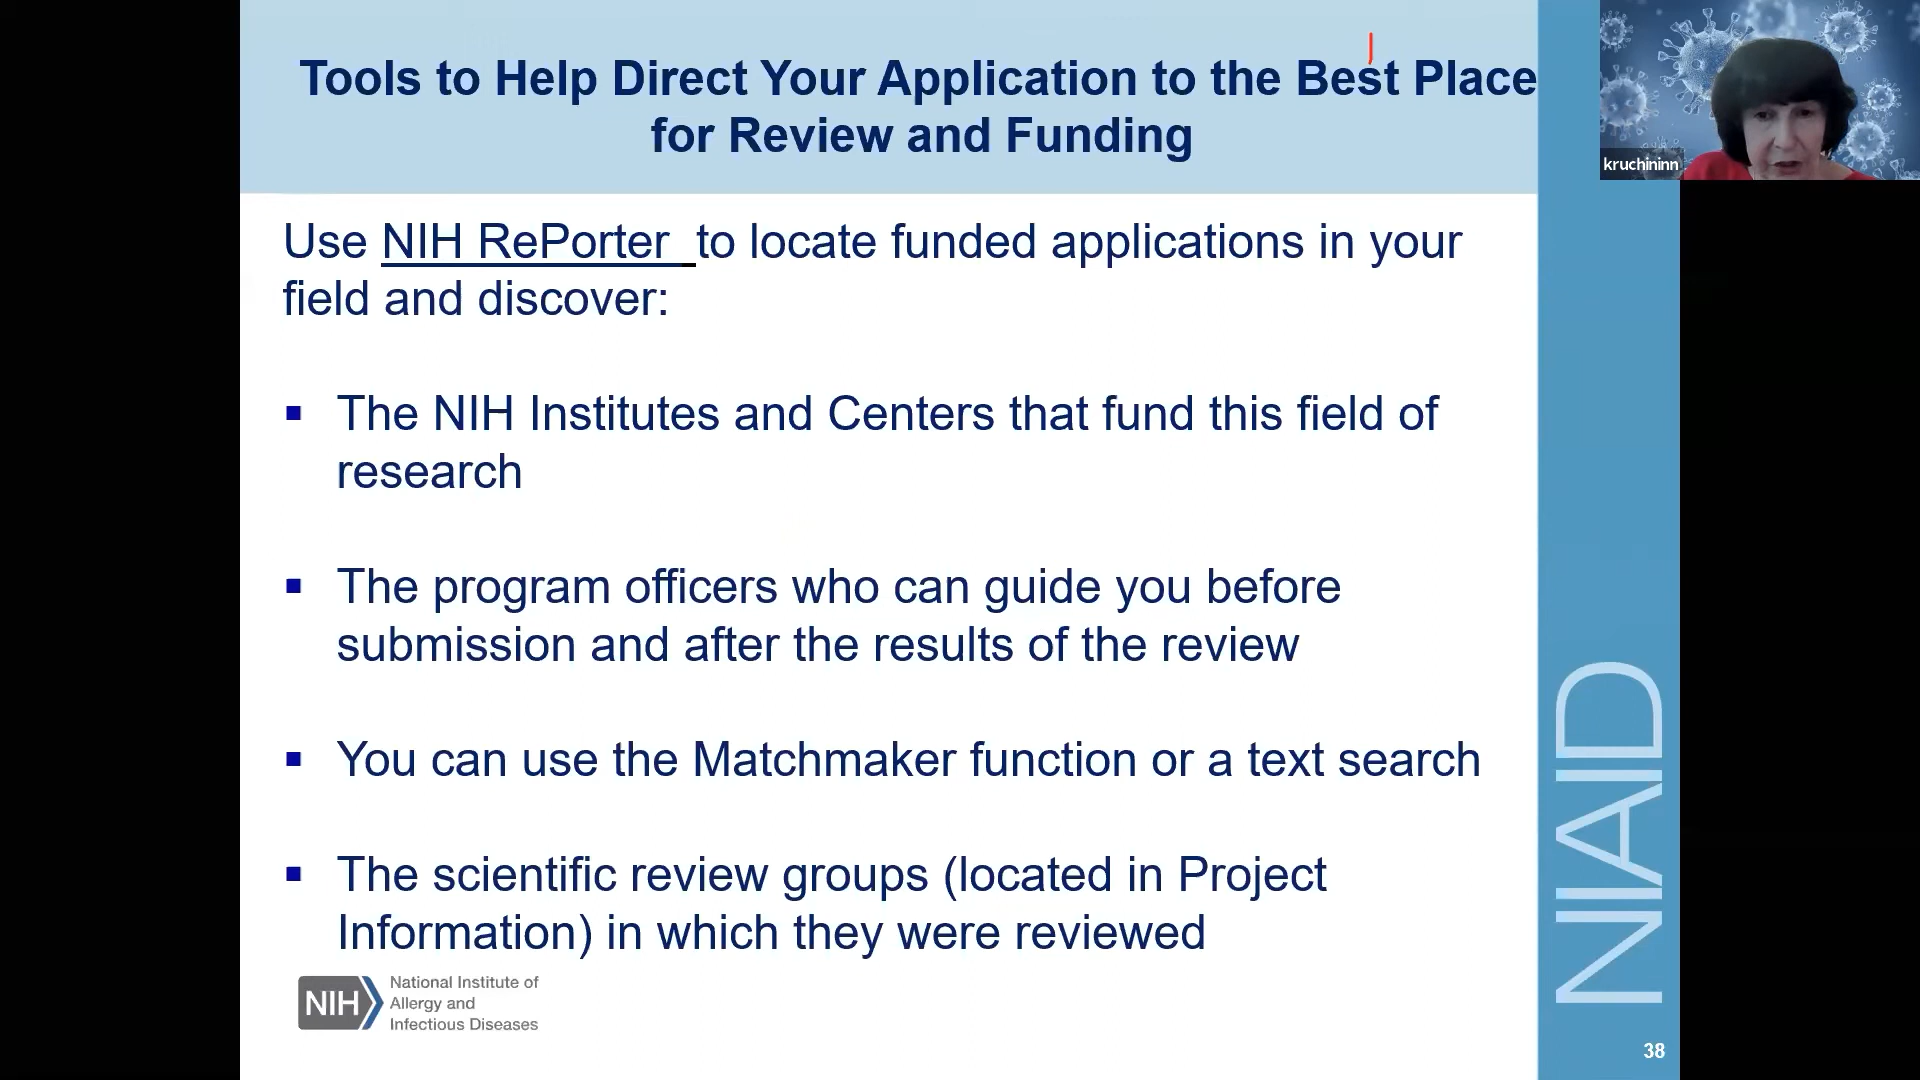 Tools to Help Direct Your Application to the Best Place
for Review and Funding
kruchininn
Use NIH RePorter to locate funded applications in your
field and discover:
▪ The NIH Institutes and Centers that fund this field of
research
▪ The program officers who can guide you before
submission and after the results of the review
▪ You can use the Matchmaker function or a text search
▪ The scientific review groups (located in Project
Information) in which they were reviewed
NIH
National Institute of
Allergy and
Infectious Diseases
NIAID
38